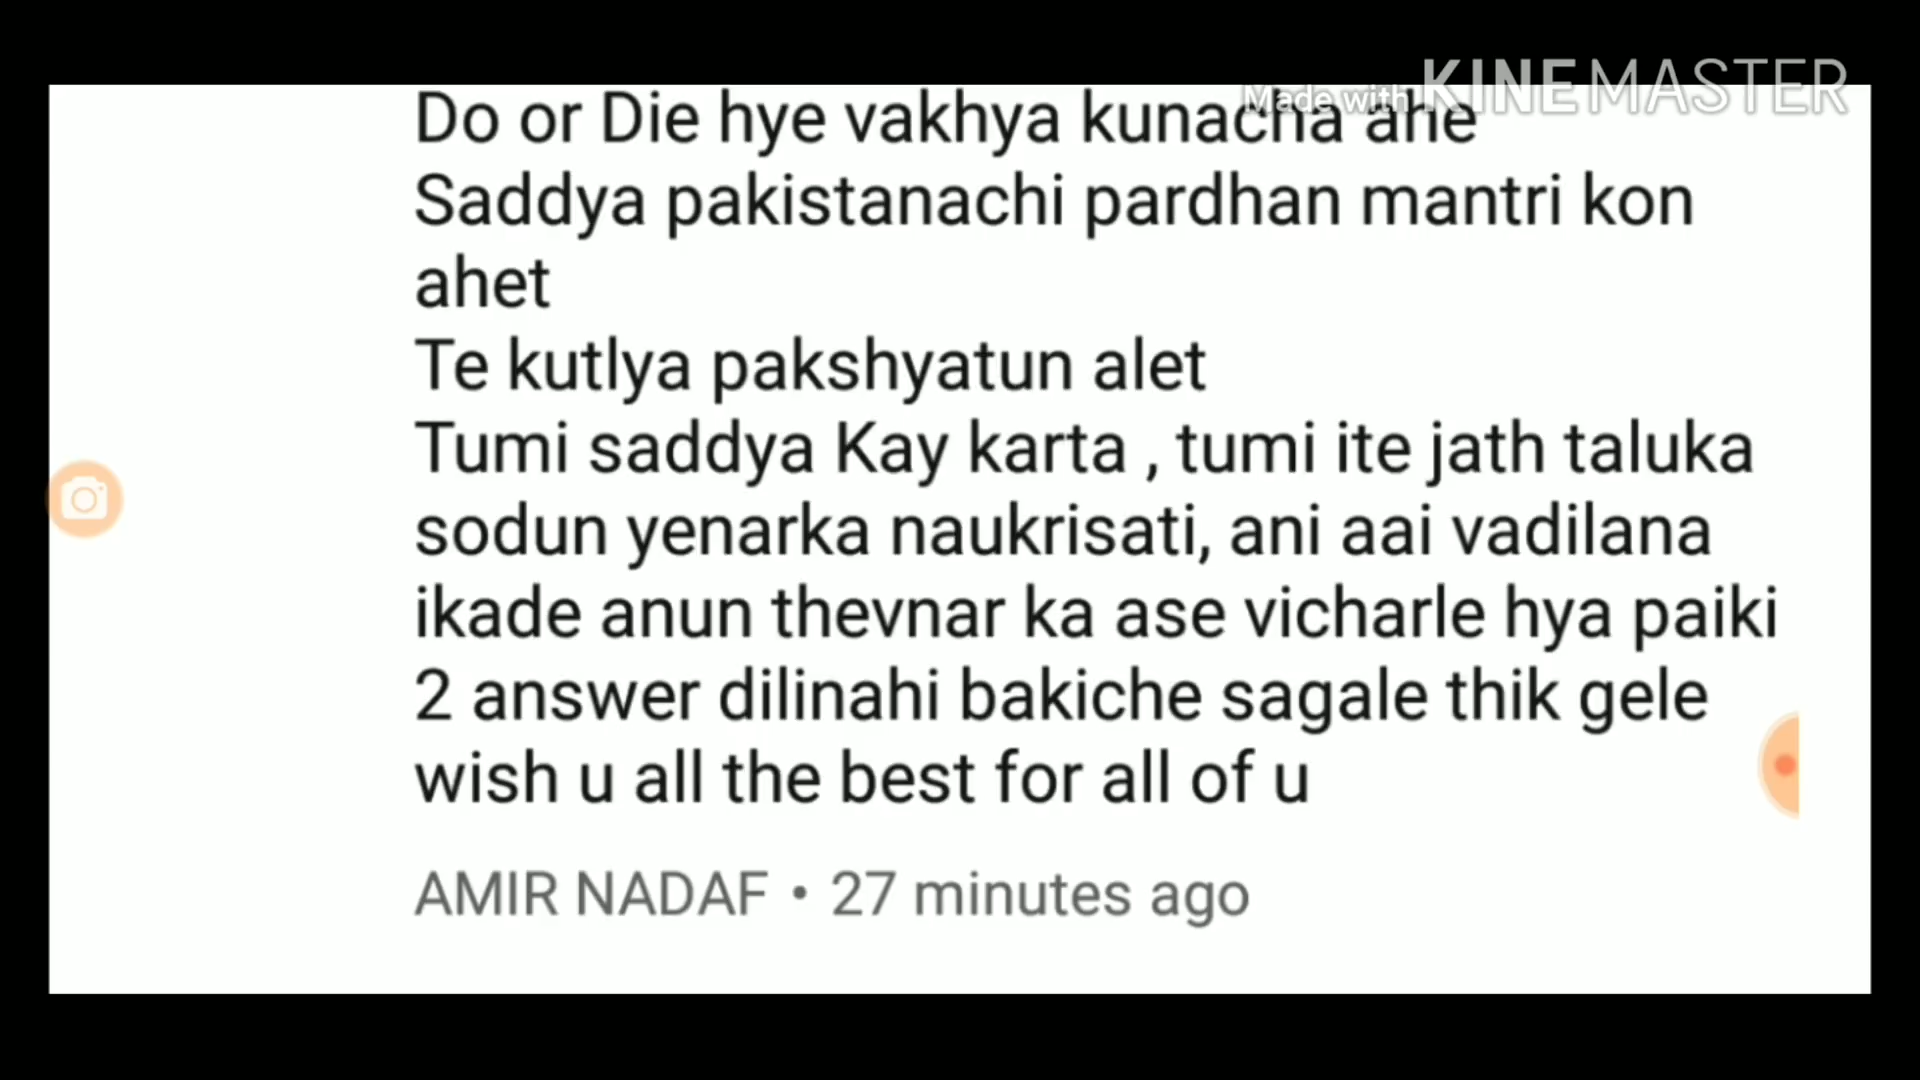 Made with KINEMASTER
Do or Die hye vakhya kunacha ahe
Saddya pakistanachi pardhan mantri kon
ahet
Te kutlya pakshyatun alet
Tumi saddya Kay karta , tumi ite jath taluka
sodun yenarka naukrisati, ani aai vadilana
ikade anun thevnar ka ase vicharle hya paiki
2 answer dilinahi bakiche sagale thik gele
wish u all the best for all of u
AMIR NADAF • 27 minutes ago